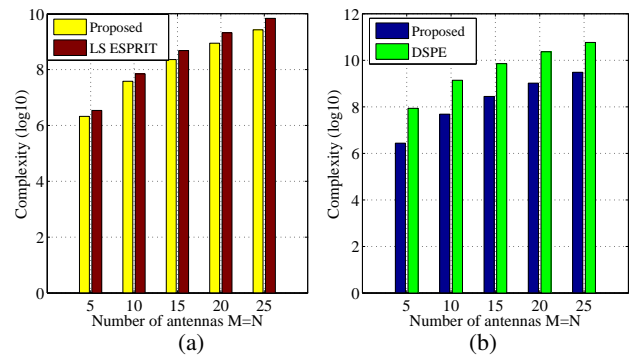 10
8
6
4
2
0
Complexity (log10)
Proposed
LS ESPRIT
5 10 15 20 25
Number of antennas M=N
(a)
12
10
8
6
4
2
0
Complexity (log10)
Proposed
DSPE
5 10 15 20 25
Number of antennas M=N
(b)